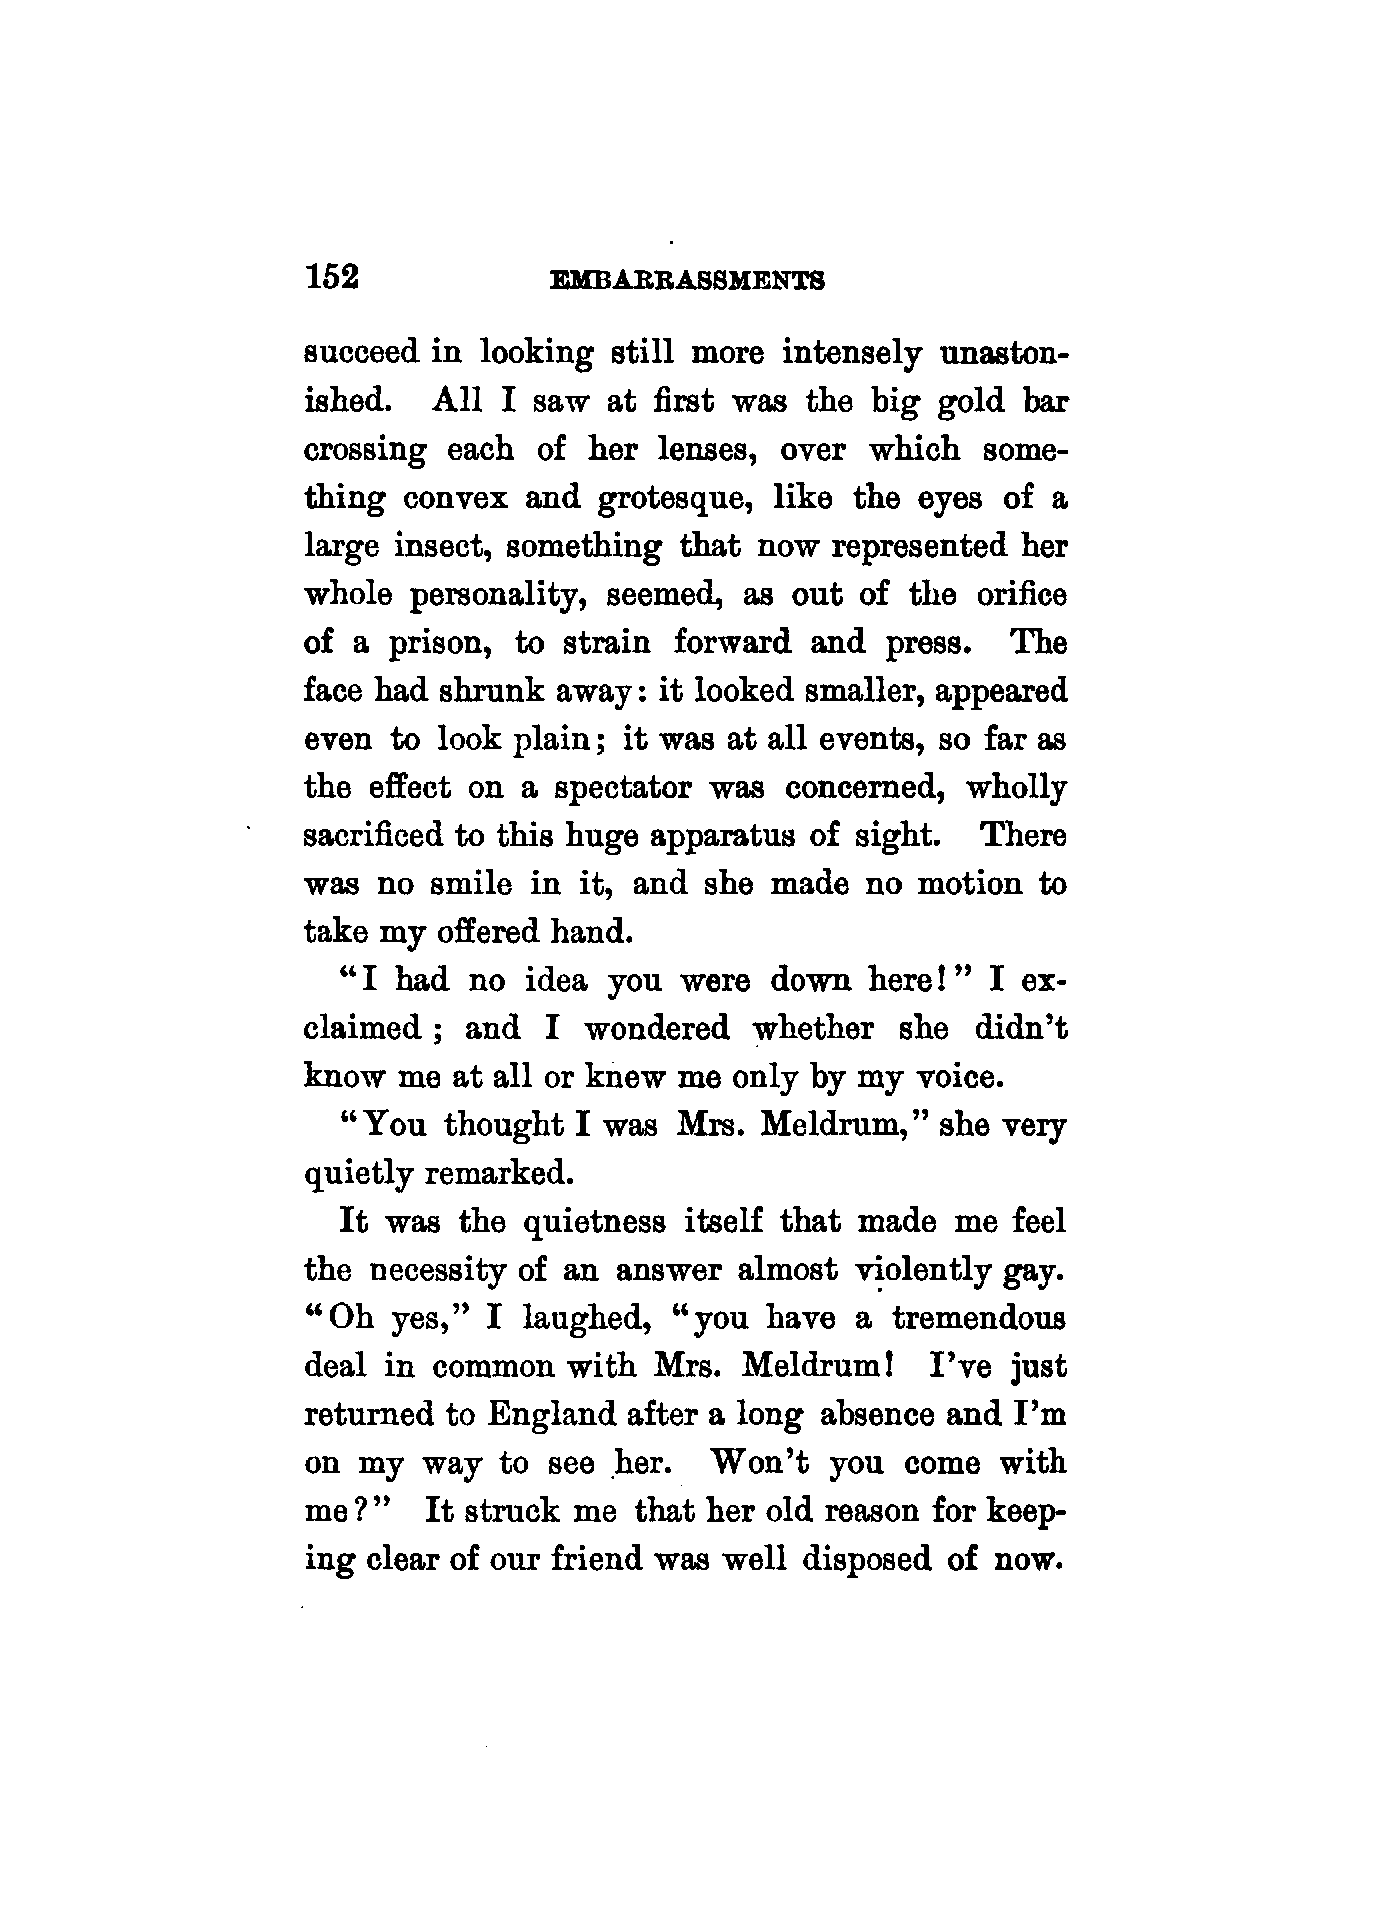 152 EMBARRASSMENTS
succeed in looking still more intensely unaston-
ished. All I saw at first was the big gold bar
crossing each of her lenses, over which some-
thing convex and grotesque, like the eyes of a
large insect, something that now represented her
whole personality, seemed, as out of the orifice
of a prison, to strain forward and press. The
face had shrunk away: it looked smaller, appeared
even to look plain; it was at all events, so far as
the effect on a spectator was concerned, wholly
sacrificed to this huge apparatus of sight. There
was no smile in it, and she made no motion to
take my offered hand.
“I had no idea you were down here!” I ex-
claimed; and I wondered whether she didn’t
know me at all or knew me only by my voice.
“You thought I was Mrs. Meldrum,” she very
quietly remarked.
It was the quietness itself that made me feel
the necessity of an answer almost violently gay.
“Oh yes,” I laughed, “you have a tremendous
deal in common with Mrs. Meldrum! I’ve just
returned to England after a long absence and I’m
on my way to see her. Won’t you come with
me?” It struck me that her old reason for keep-
ing clear of our friend was well disposed of now.